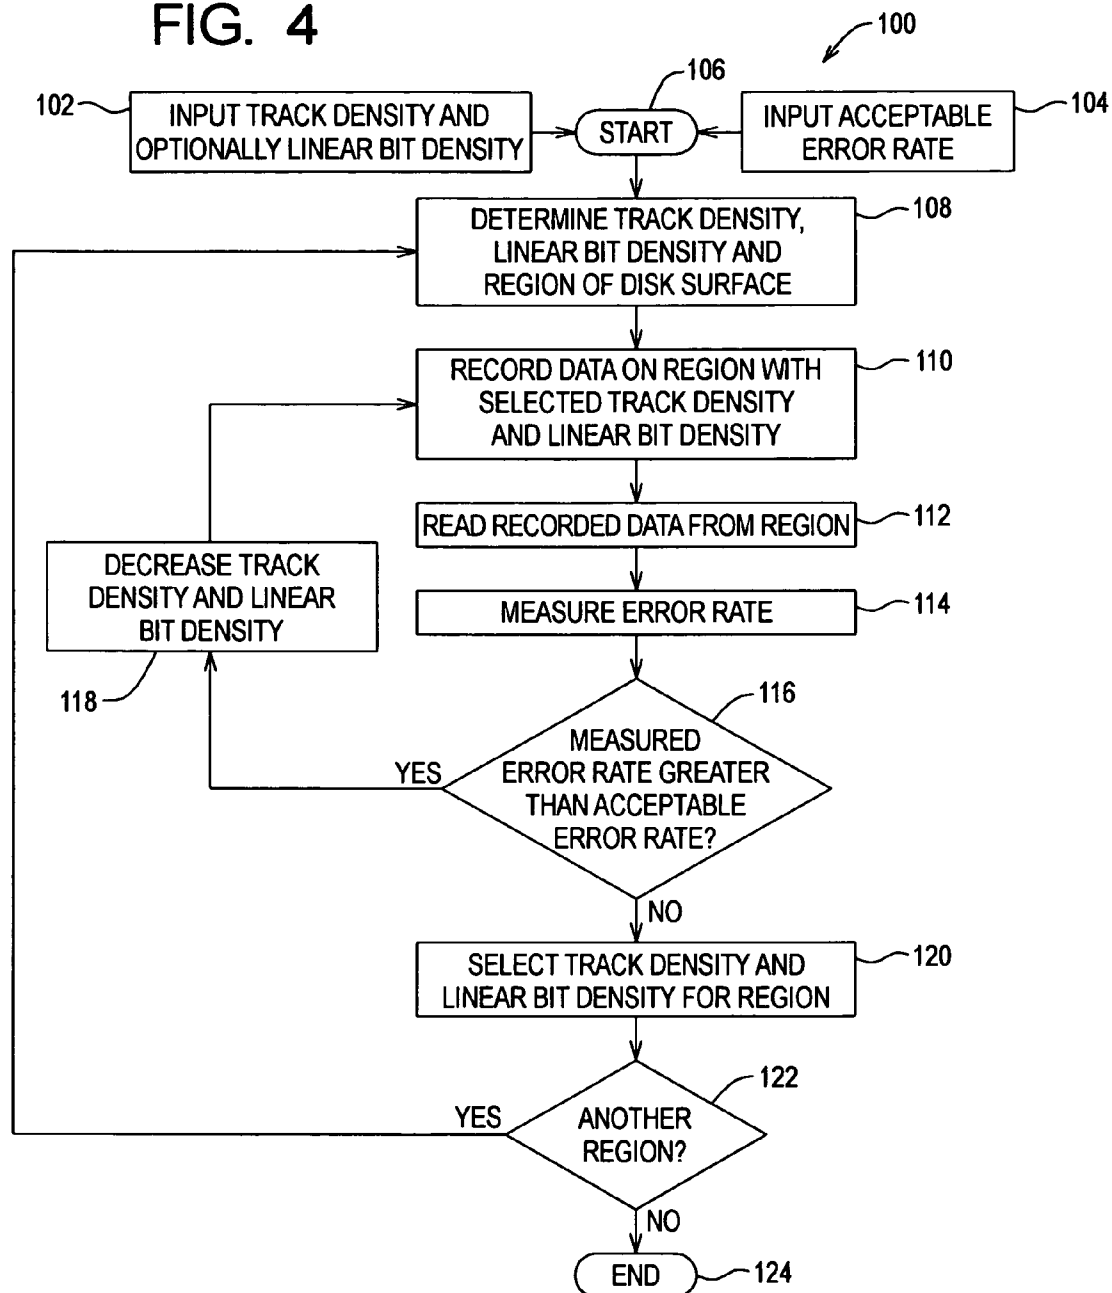 FIG. 4
100
106
102
INPUT TRACK DENSITY AND
OPTIONALLY LINEAR BIT DENSITY
START
INPUT ACCEPTABLE
ERROR RATE
104
DETERMINE TRACK DENSITY,
LINEAR BIT DENSITY AND
REGION OF DISK SURFACE
108
RECORD DATA ON REGION WITH
SELECTED TRACK DENSITY
AND LINEAR BIT DENSITY
110
READ RECORDED DATA FROM REGION
112
DECREASE TRACK
DENSITY AND LINEAR
BIT DENSITY
118
MEASURE ERROR RATE
114
116
MEASURED
ERROR RATE GREATER
THAN ACCEPTABLE
ERROR RATE?
YES
NO
SELECT TRACK DENSITY AND
LINEAR BIT DENSITY FOR REGION
120
122
ANOTHER
REGION?
YES
NO
END
124